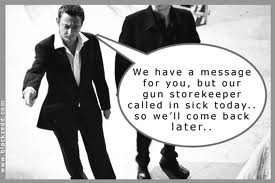 We have a message
for you, but our
gun storekeeper
called in sick today..
so we'll come back
later..
www.blackzedd.com